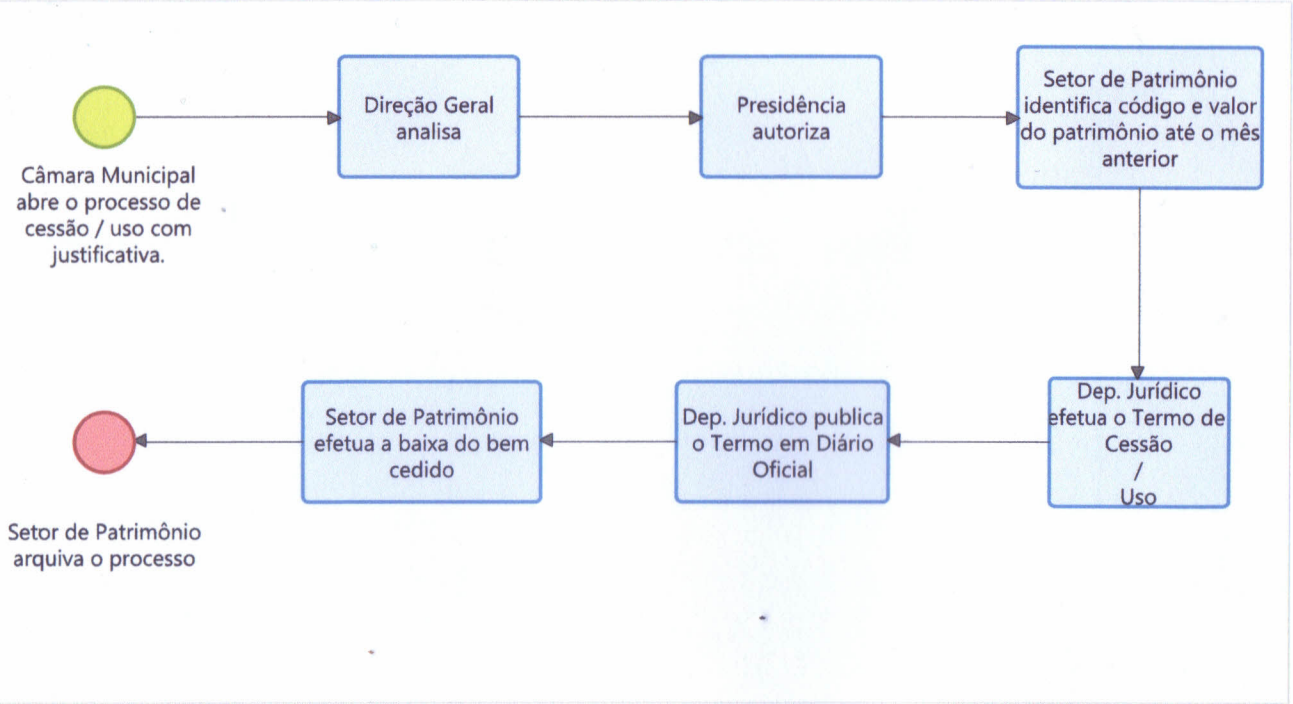 Câmara Municipal
abre o processo de
cessão / uso com
justificativa.
Direção Geral
analisa
Presidência
autoriza
Setor de Patrimônio
identifica código e valor
do patrimônio até o mês
anterior
Dep. Jurídico
efetua o Termo de
Cessão
/
Uso
Dep. Jurídico publica
o Termo em Diário
Oficial
Setor de Patrimônio
efetua a baixa do bem
cedido
Setor de Patrimônio
arquiva o processo